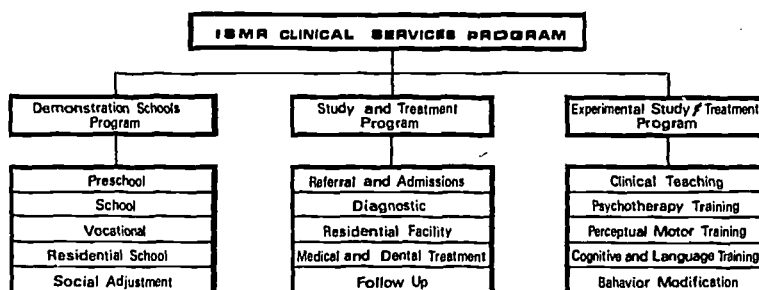 ISMR CLINICAL SERVICES PROGRAM
Demonstration Schools
Program
Study and Treatment
Program
Experimental Study & Treatment
Program
Preschool
School
Vocational
Residential School
Social Adjustment
Referral and Admissions
Diagnostic
Residential Facility
Medical and Dental Treatment
Follow Up
Clinical Teaching
Psychotherapy Training
Perceptual Motor Training
Cognitive and Language Training
Bahavior Modification